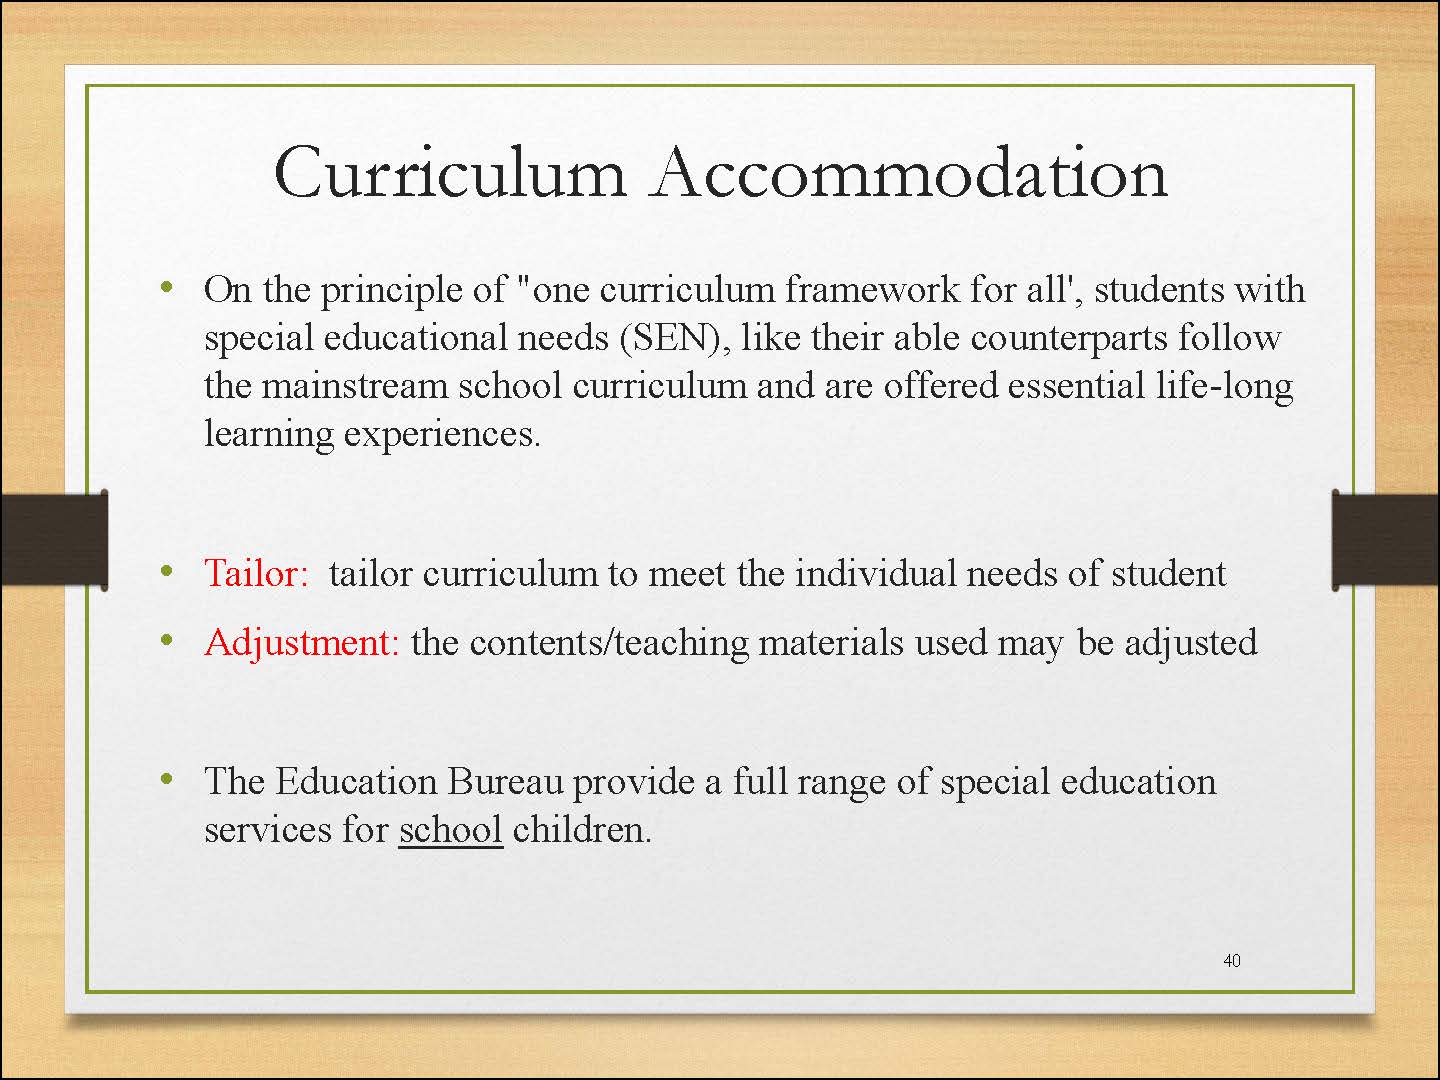 Curriculum Accommodation
• On the principle of "one curriculum framework for all', students with
special educational needs (SEN), like their able counterparts follow
the mainstream school curriculum and are offered essential life-long
learning experiences.
• Tailor:  tailor curriculum to meet the individual needs of student
• Adjustment: the contents/teaching materials used may be adjusted
• The Education Bureau provide a full range of special education
services for school children.
40